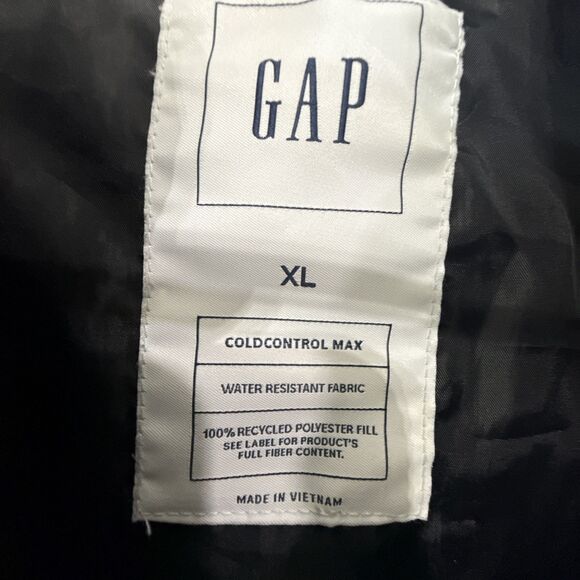 GAP
XL
COLDCONTROL MAX
WATER RESISTANT FABRIC
100% RECYCLED POLYESTER FILL
SEE LABEL FOR PRODUCT'S
FULL FIBER CONTENT.
MADE IN VIETNAM